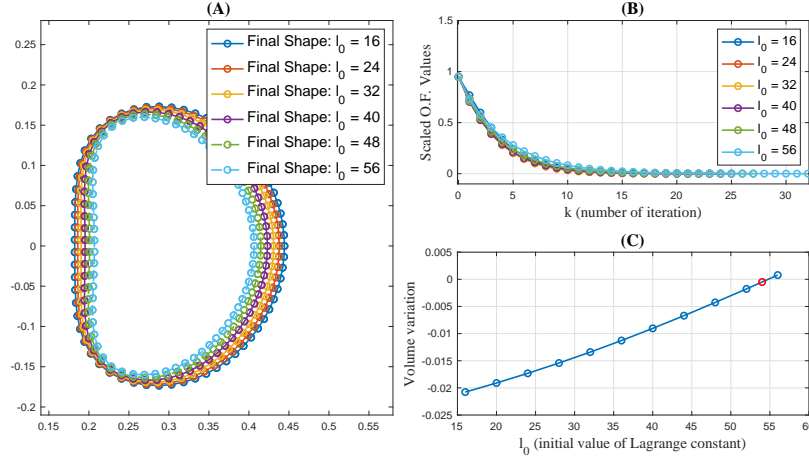 (A)
0.25
0.2
0.15
0.1
0.05
0
-0.05
-0.1
-0.15
-0.2
0.15 0.2 0.25 0.3 0.35 0.4 0.45 0.5 0.55
Final Shape: l0 = 16
Final Shape: l0 = 24
Final Shape: l0 = 32
Final Shape: l0 = 40
Final Shape: l0 = 48
Final Shape: l0 = 56
(B)
Scaled O.F. Values
1.5
1
0.5
0
0 5 10 15 20 25 30
k (number of iteration)
l0 = 16
l0 = 24
l0 = 32
l0 = 40
l0 = 48
l0 = 56
(C)
Volume variation
0.005
0
-0.005
-0.01
-0.015
-0.02
-0.025
15 20 25 30 35 40 45 50 55 60
l0 (initial value of Lagrange constant)